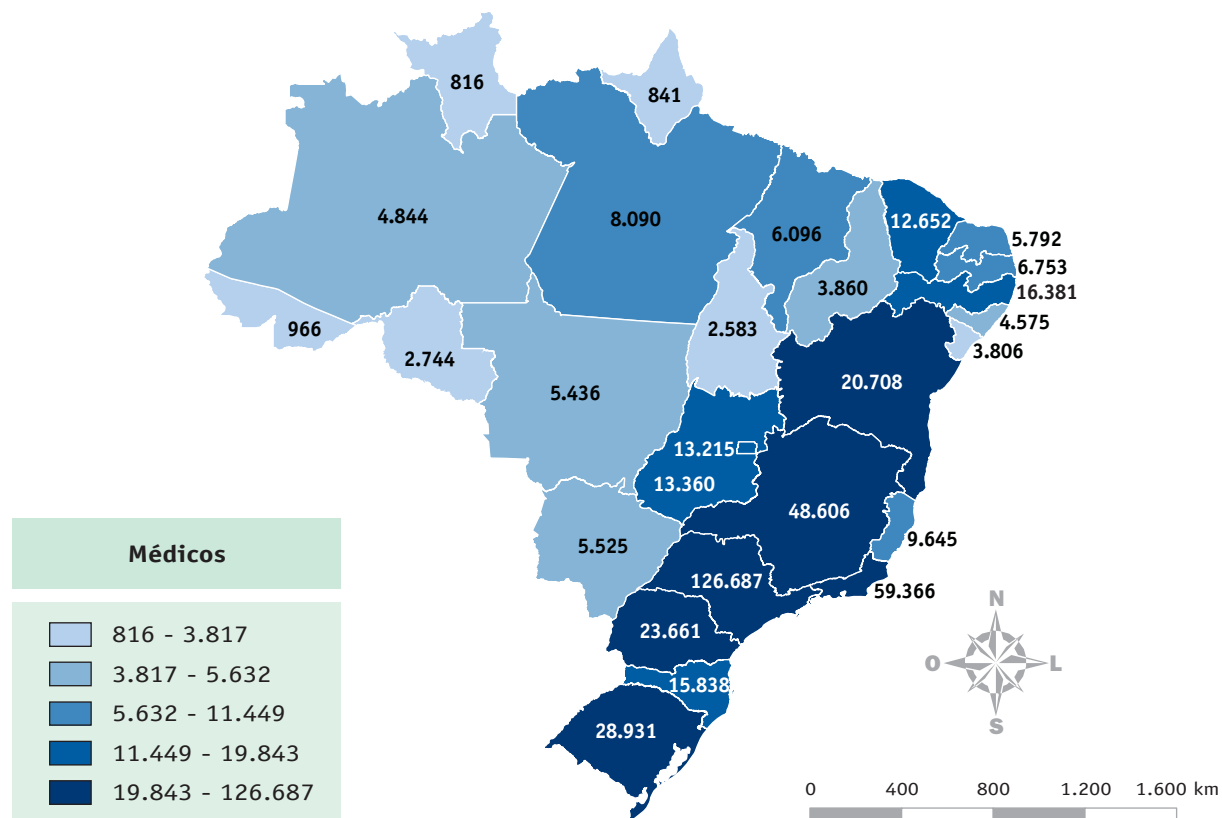 816
841
4.844
8.090
6.096
12.652
5.792
6.753
16.381
3.860
4.575
3.806
966
2.744
2.583
5.436
20.708
13.215
13.360
48.606
5.525
9.645
126.687
59.366
23.661
15.838
28.931
Médicos
816 - 3.817
3.817 - 5.632
5.632 - 11.449
11.449 - 19.843
19.843 - 126.687
N
O
L
S
0 400 800 1.200 1.600 km